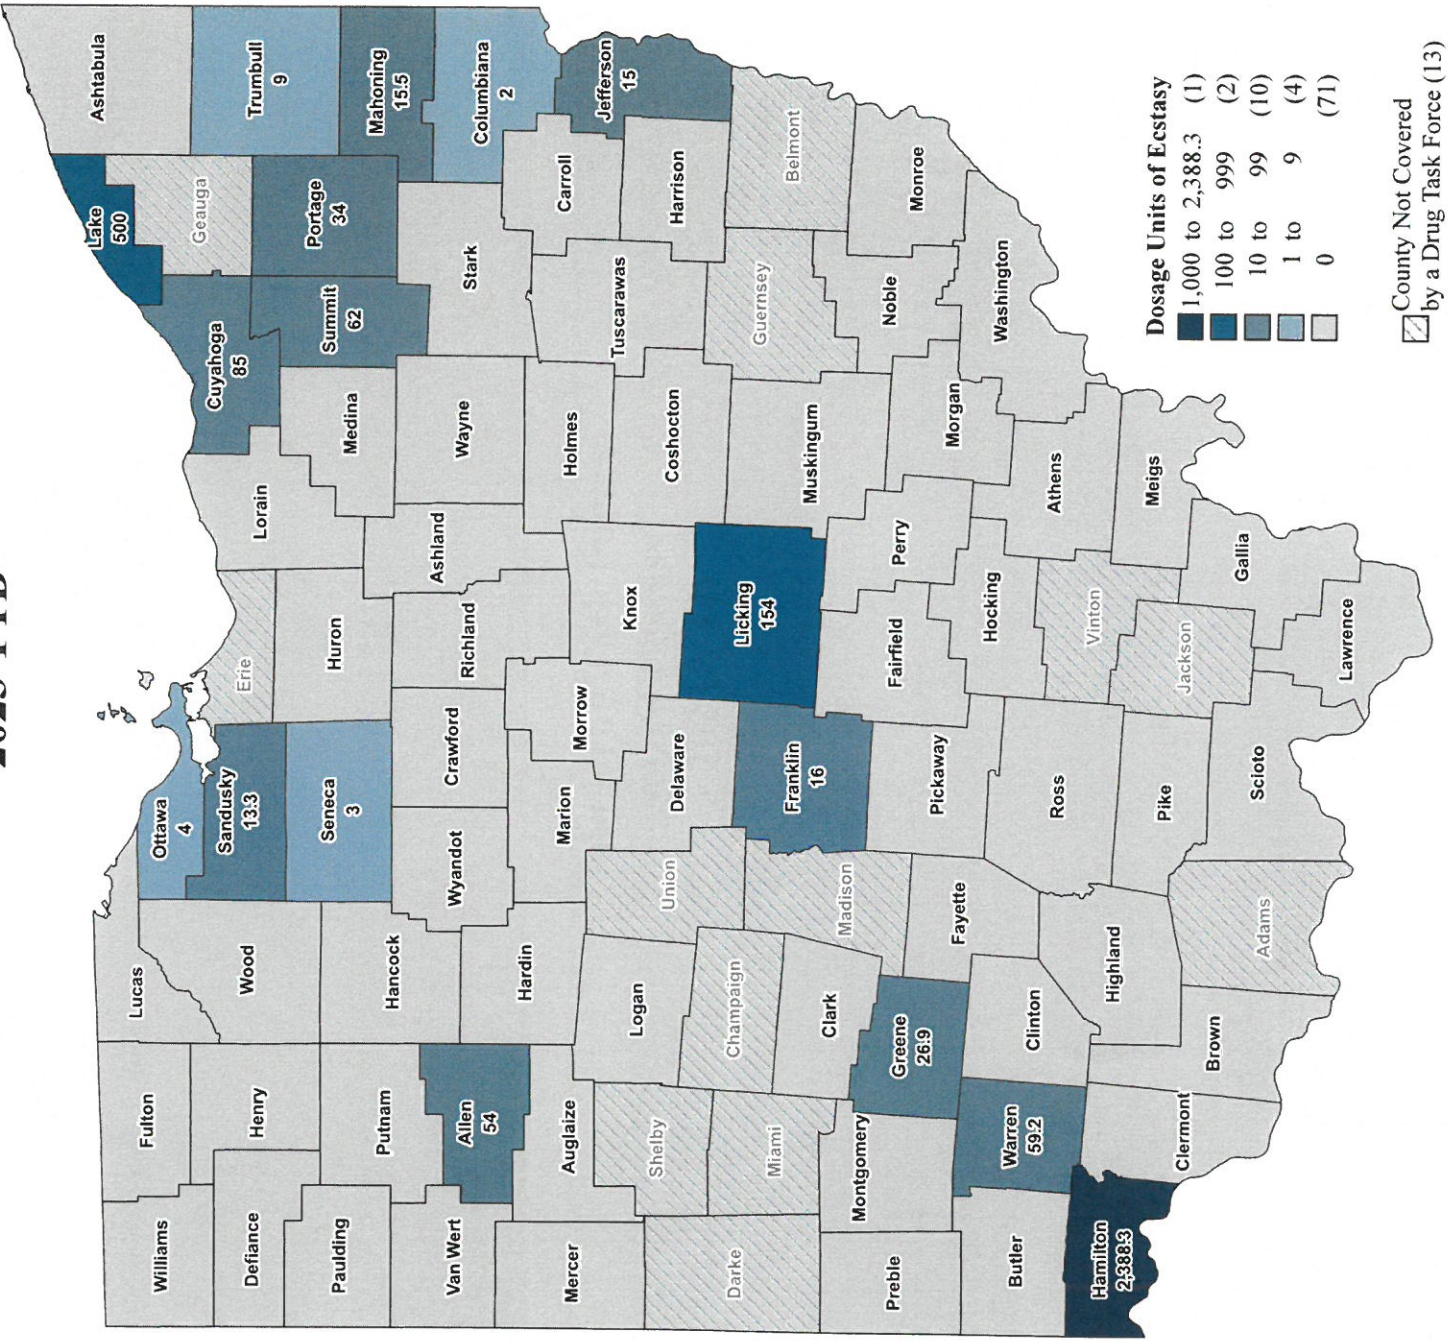 Ashtabula
Lake
500
Williams
Fulton
Lucas
Ottawa
4
Geauga
Trumbull
9
Cuyahoga
85
Sandusky
13.3
Erie
Lorain
Defiance
Henry
Wood
Portage
34
Seneca
3
Huron
Summit
62
Medina
Paulding
Putnam
Hancock
Mahoning
15.5
Van Wert
Allen
54
Wyandot
Crawford
Richland
Ashland
Wayne
Stark
Columbiana
2
Hardin
Mercer
Auglaize
Marion
Morrow
Holmes
Carroll
Logan
Knox
Tuscarawas
Jefferson
15
Shelby
Union
Delaware
Coshocton
Harrison
Darke
Champaign
Licking
154
Guernsey
Belmont
Miami
Franklin
16
Muskingum
Clark
Madison
Montgomery
Preble
Greene
26.9
Fairfield
Perry
Noble
Monroe
Pickaway
Fayette
Morgan
Butler
Warren
59.2
Clinton
Hocking
Washington
Ross
Athens
Hamilton
2,388.3
Highland
Vinton
Clermont
Brown
Pike
Jackson
Meigs
Adams
Scioto
Gallia
Lawrence
Dosage Units of Ecstasy
1,000 to 2,388.3 (1)
100 to 999 (2)
10 to 99 (10)
1 to 9 (4)
0 (71)
County Not Covered
by a Drug Task Force (13)